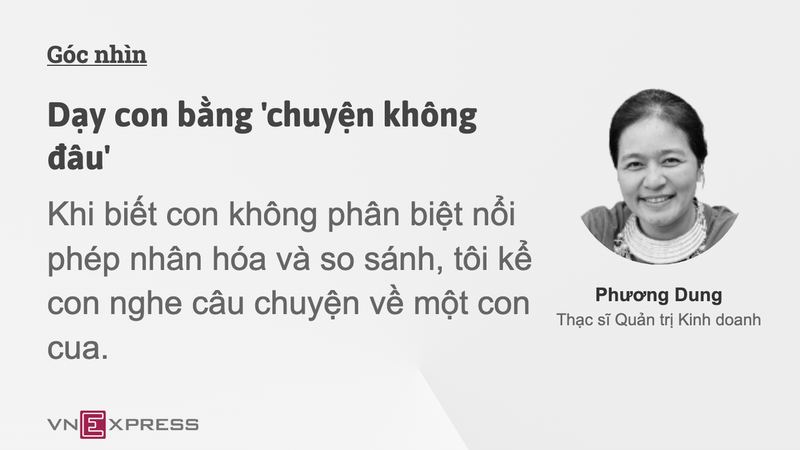 Góc nhìn
Dạy con bằng 'chuyện không
đâu'
Khi biết con không phân biệt nổi
phép nhân hóa và so sánh, tôi kể
con nghe câu chuyện về một con
cua.
Phương Dung
Thạc sĩ Quản trị Kinh doanh
VNEXPRESS